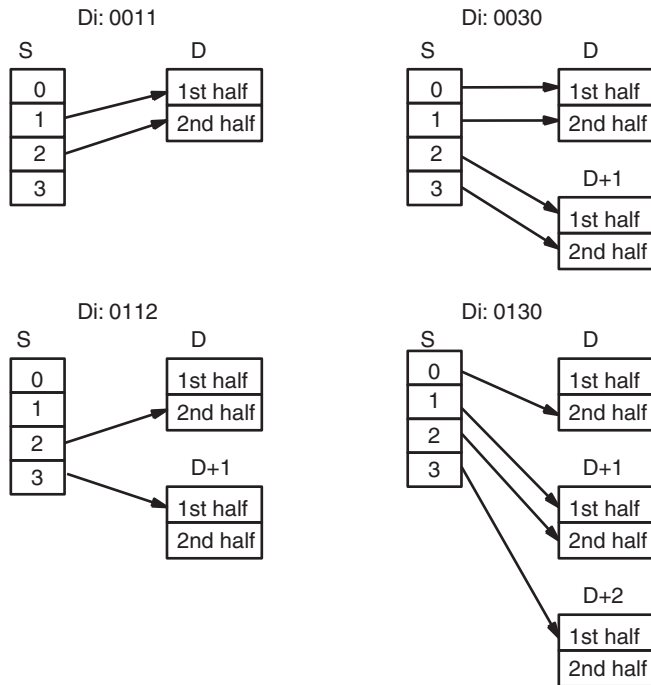 Di: 0011
S D
0
1
2
3
1st half
2nd half
Di: 0030
S D
0
1
2
3
1st half
2nd half
D+1
1st half
2nd half
Di: 0112
S D
0
1
2
3
1st half
2nd half
D+1
1st half
2nd half
Di: 0130
S D
0
1
2
3
1st half
2nd half
D+1
1st half
2nd half
D+2
1st half
2nd half